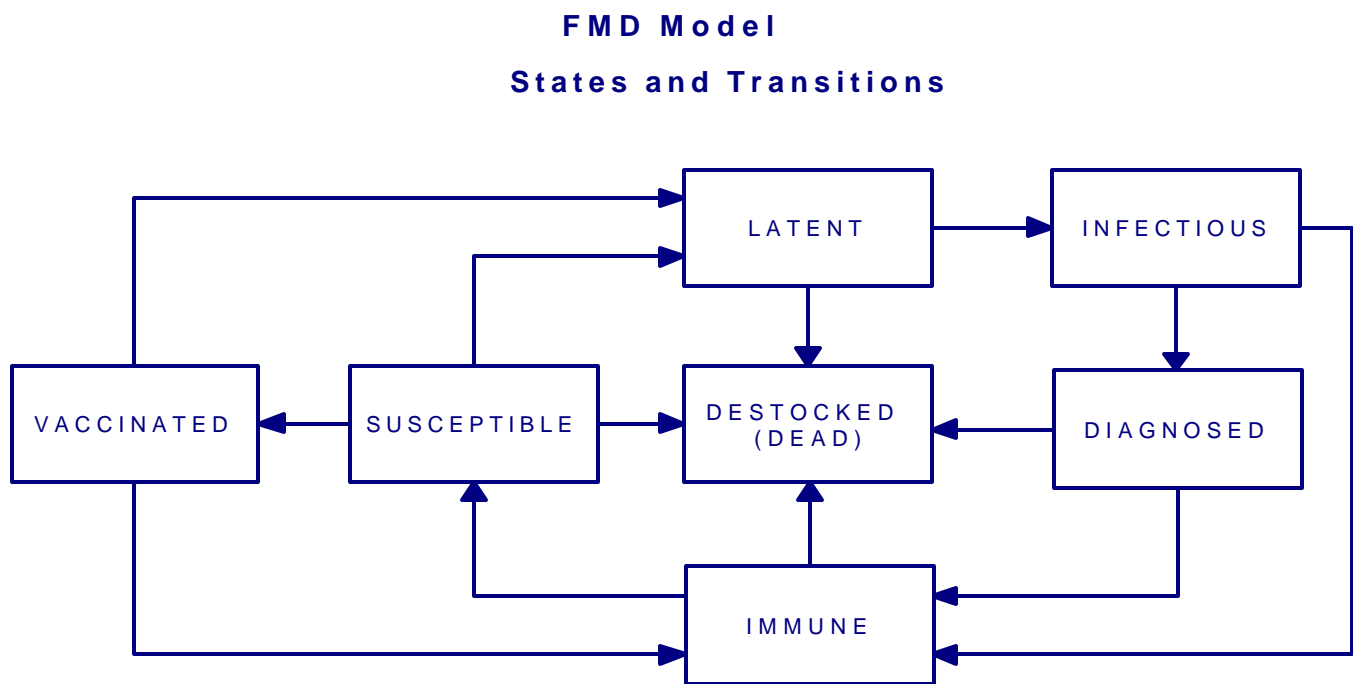 FMD Model
States and Transitions
LATENT
INFECTIOUS
VACCINATED
SUSCEPTIBLE
DESTOCKED
(DEAD)
DIAGNOSED
IMMUNE